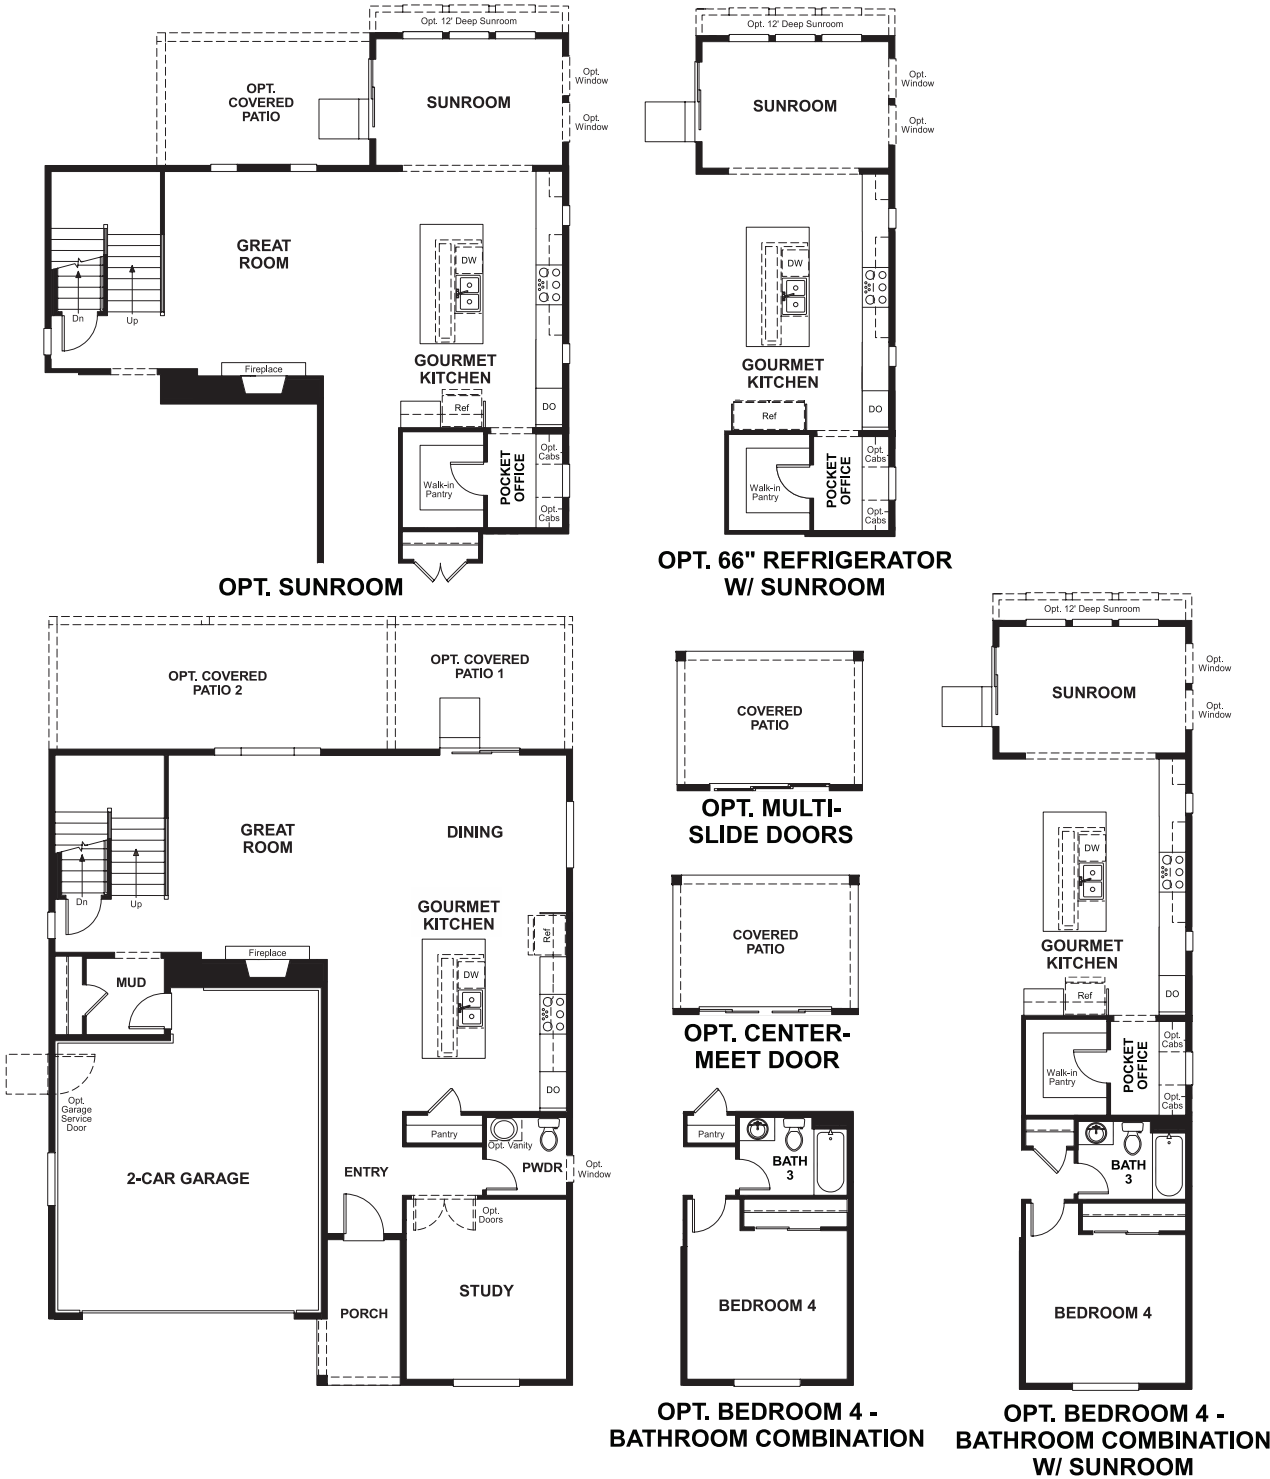 Opt. 12' Deep Sunroom
OPT.
COVERED
PATIO
SUNROOM
Opt.
Window
Opt.
Window
GREAT
ROOM
DW
Dn
Up
Fireplace
GOURMET
KITCHEN
Ref
DO
Walk-in
Pantry
POCKET
OFFICE
Opt.
Cabs
Opt.
Cabs
OPT. SUNROOM
Opt. 12' Deep Sunroom
SUNROOM
Opt.
Window
Opt.
Window
DW
GOURMET
KITCHEN
Ref
DO
Walk-in
Pantry
POCKET
OFFICE
Opt.
Cabs
Opt.
Cabs
OPT. 66" REFRIGERATOR
W/ SUNROOM
OPT. COVERED
PATIO 2
OPT. COVERED
PATIO 1
GREAT
ROOM
DINING
Dn
Up
GOURMET
KITCHEN
Ref
Fireplace
MUD
DW
DO
Opt.
Garage
Service
Door
Pantry
Opt. Vanity
PWDR
Opt.
Window
2-CAR GARAGE
ENTRY
Opt.
Doors
STUDY
PORCH
COVERED
PATIO
OPT. MULTI-
SLIDE DOORS
COVERED
PATIO
OPT. CENTER-
MEET DOOR
Pantry
BATH
3
BEDROOM 4
OPT. BEDROOM 4 -
BATHROOM COMBINATION
Opt. 12' Deep Sunroom
SUNROOM
Opt.
Window
Opt.
Window
DW
GOURMET
KITCHEN
Ref
DO
Walk-in
Pantry
POCKET
OFFICE
Opt.
Cabs
Opt.
Cabs
BATH
3
BEDROOM 4
OPT. BEDROOM 4 -
BATHROOM COMBINATION
W/ SUNROOM